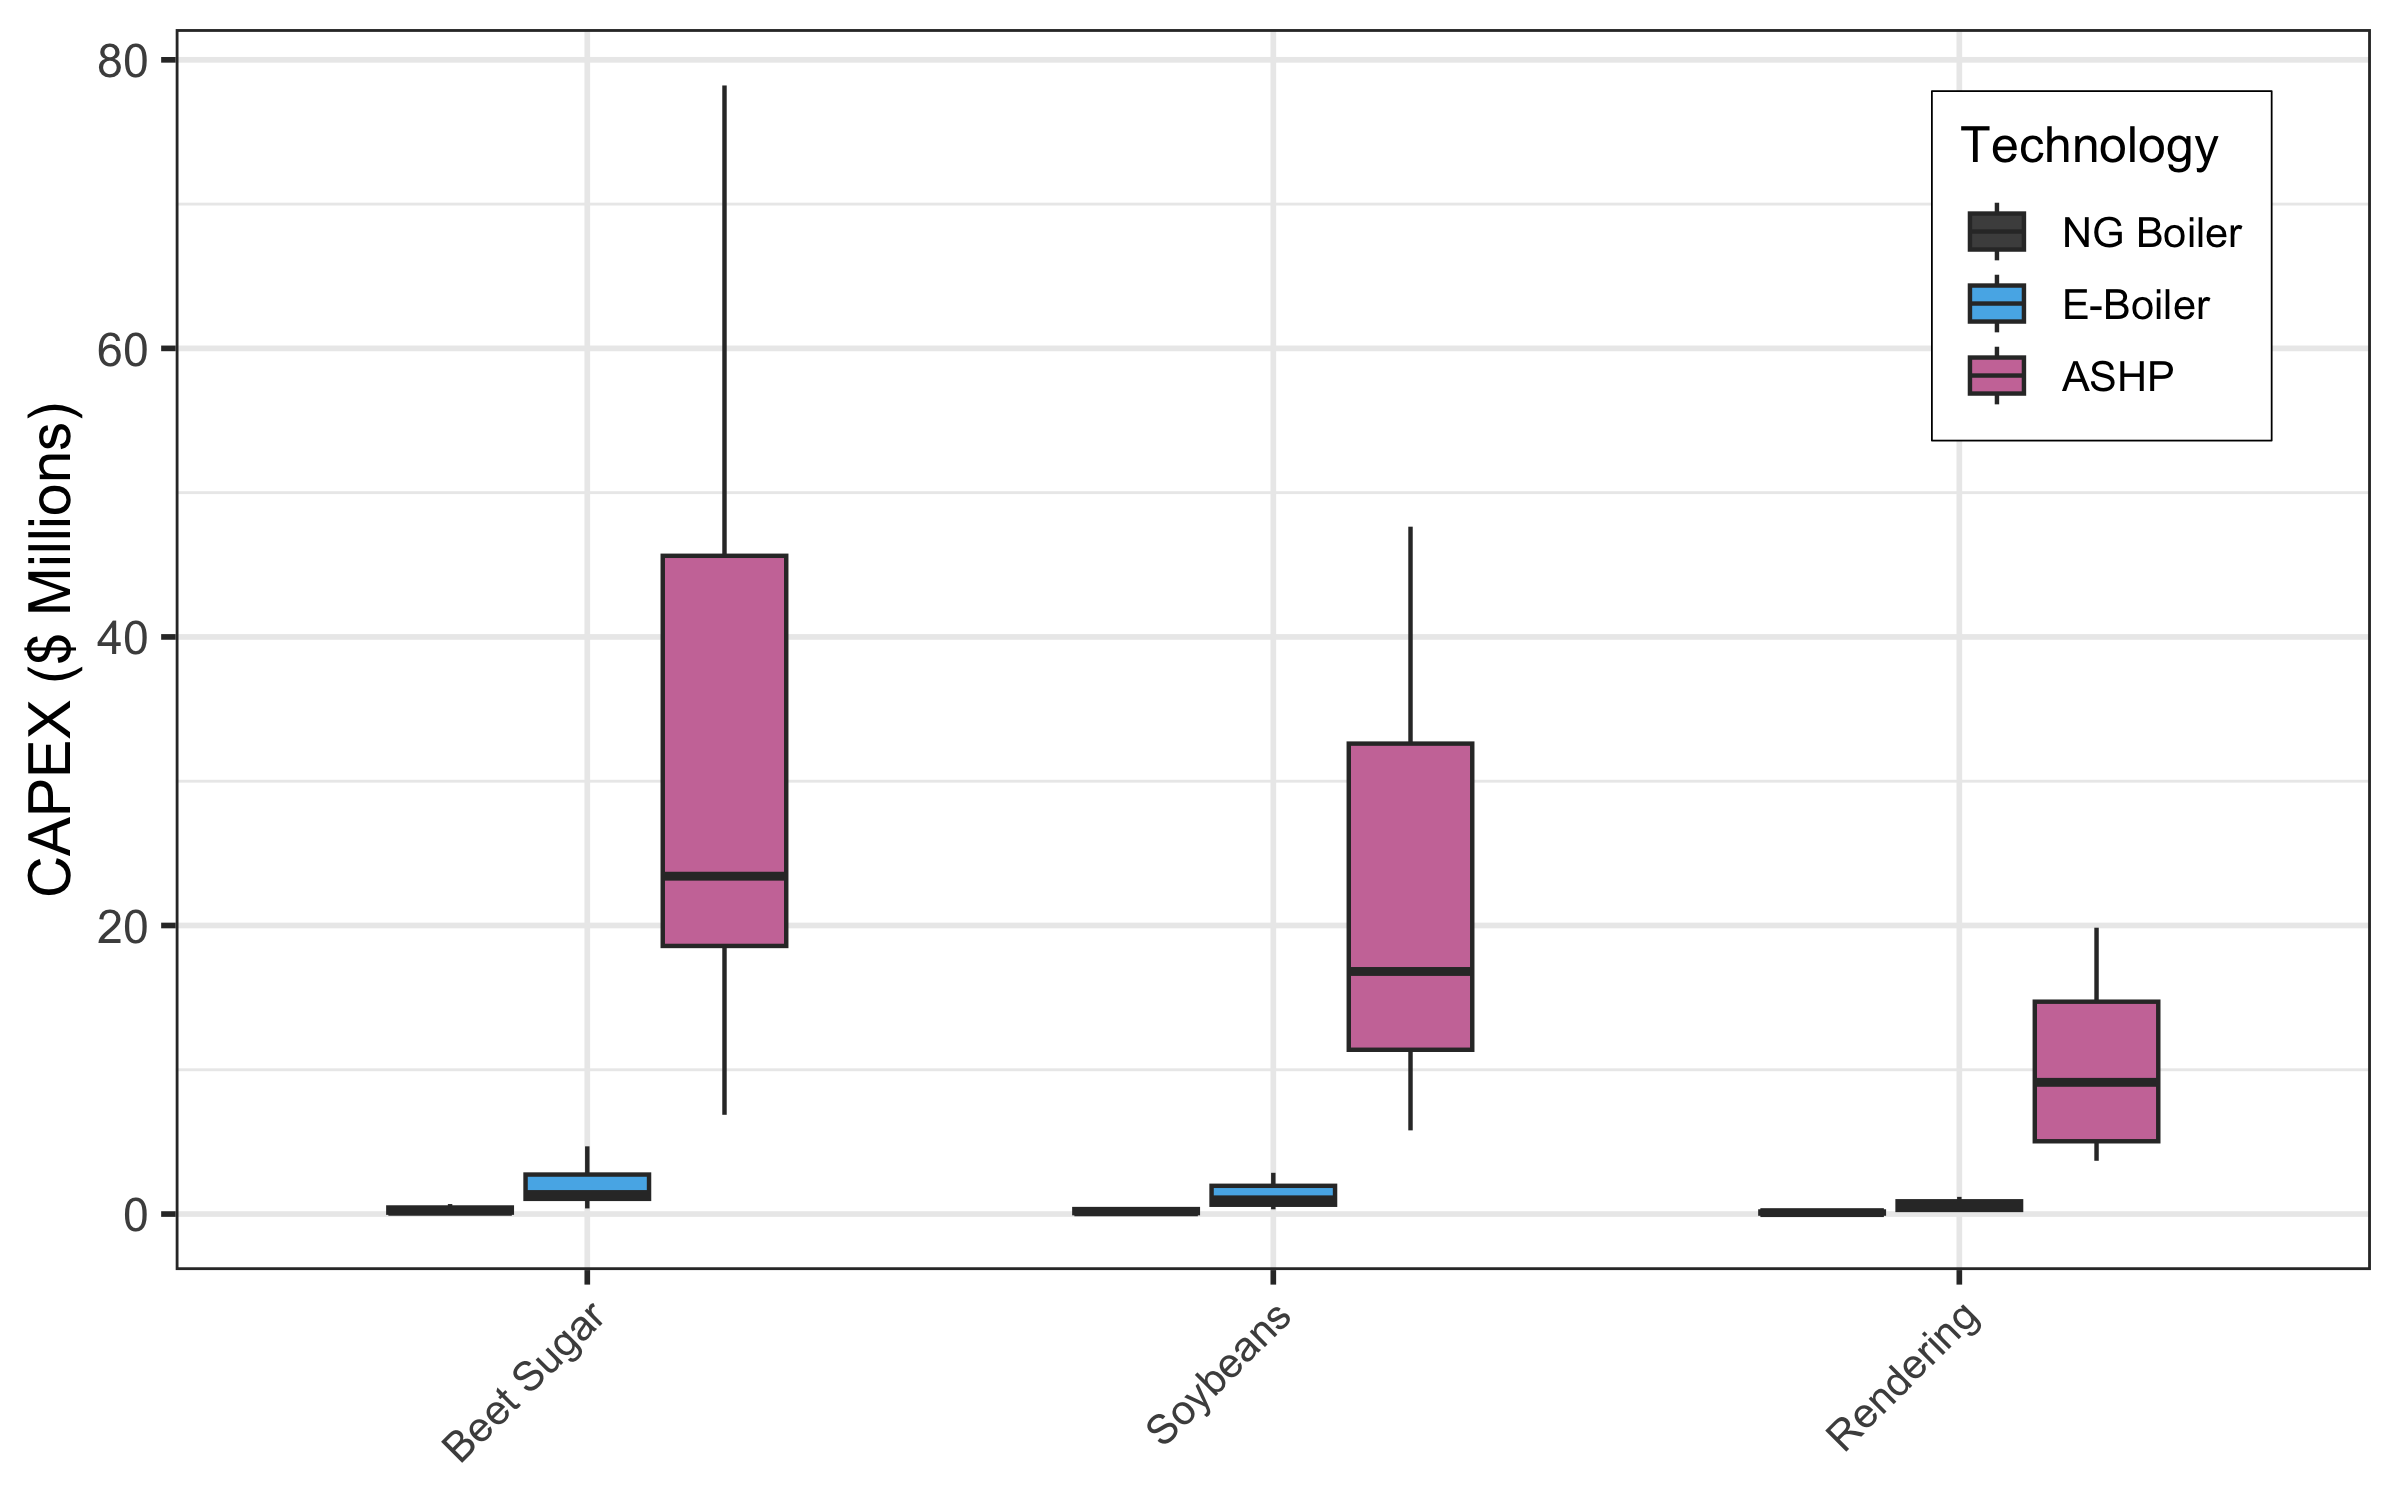 CAPEX ($ Millions)
80
60
40
20
0
Technology
NG Boiler
E-Boiler
ASHP
Beet Sugar
Soybeans
Rendering